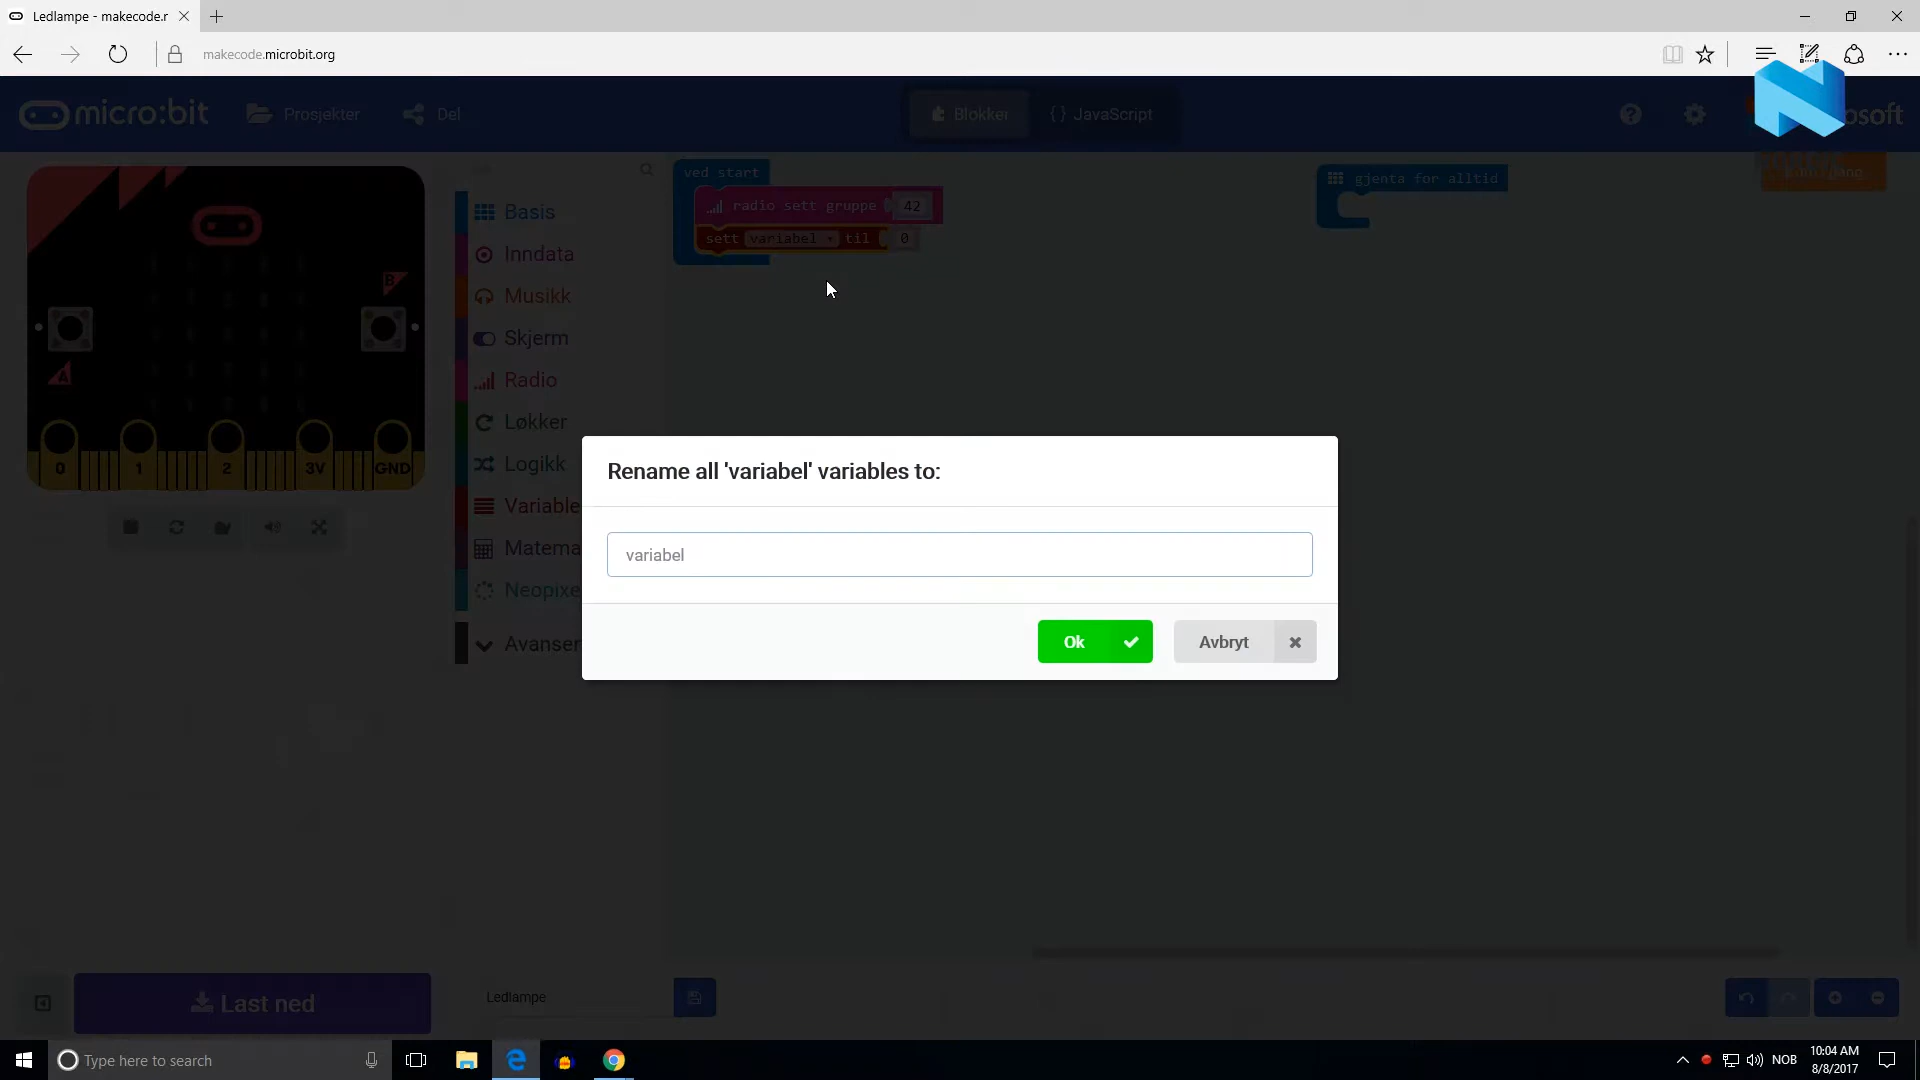 Ledlampe - makecode.r
makecode.microbit.org
micro:bit
Prosjekter
Del
Blokker
{} JavaScript
osoft
ved start
radio sett gruppe 42
sett variabel til 0
gjenta for alltid
Basis
Inndata
Musikk
Skjerm
Radio
Løkker
Logikk
Variable
Matema
Neopixe
Avanser
B
A
0 1 2 3V GND
Rename all 'variabel' variables to:
variabel
Ok
Avbryt
Last ned
Ledlampe
Type here to search
NOB
10:04 AM
8/8/2017